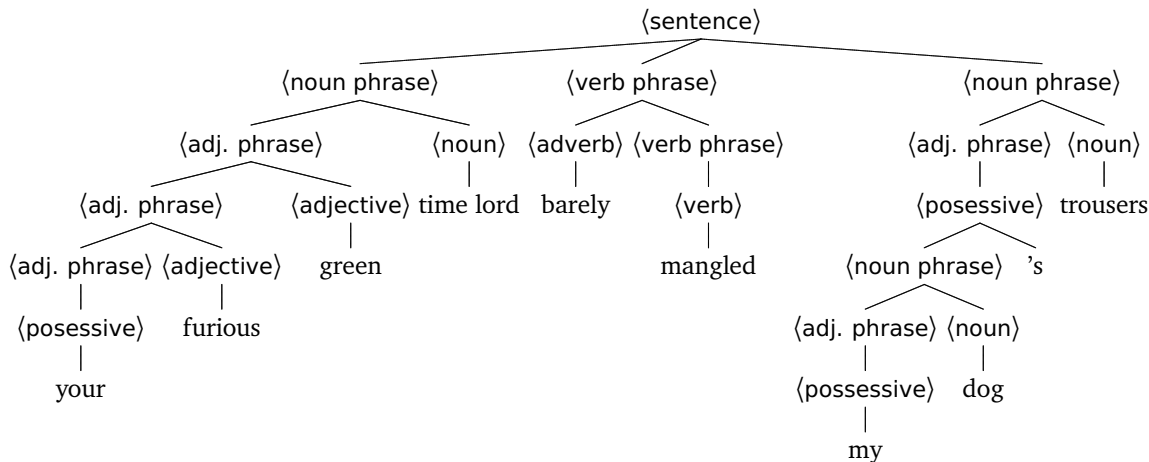 ⟨sentence⟩
⟨noun phrase⟩ ⟨verb phrase⟩ ⟨noun phrase⟩
⟨adj. phrase⟩ ⟨noun⟩ ⟨adverb⟩ ⟨verb phrase⟩ ⟨adj. phrase⟩ ⟨noun⟩
⟨adj. phrase⟩ ⟨adjective⟩ time lord barely ⟨verb⟩ ⟨posessive⟩ trousers
⟨adj. phrase⟩ ⟨adjective⟩ green mangled ⟨noun phrase⟩ ’s
⟨posessive⟩ furious ⟨adj. phrase⟩ ⟨noun⟩
your ⟨possessive⟩ dog
my